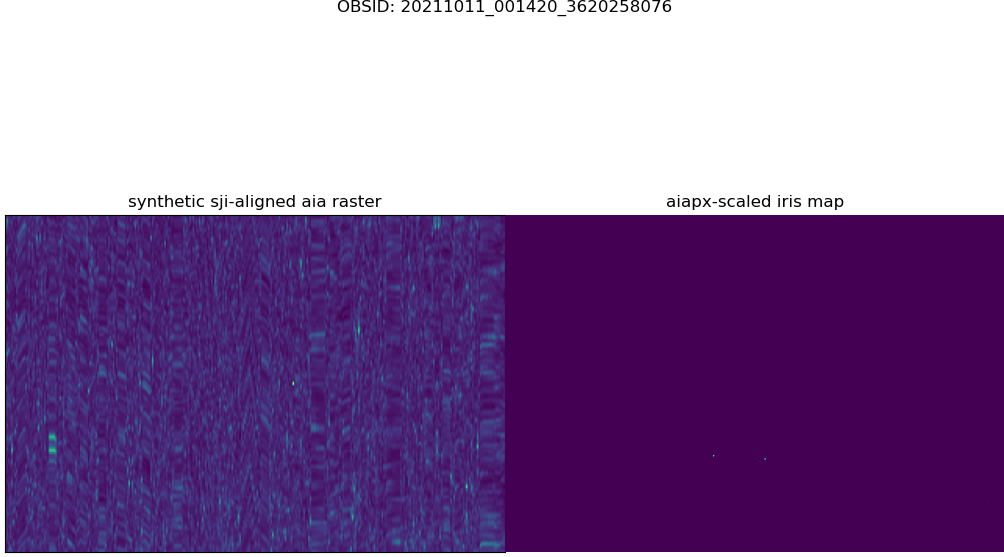 OBSID: 20211011_001420_3620258076
synthetic sji-aligned aia raster
aiapx-scaled iris map